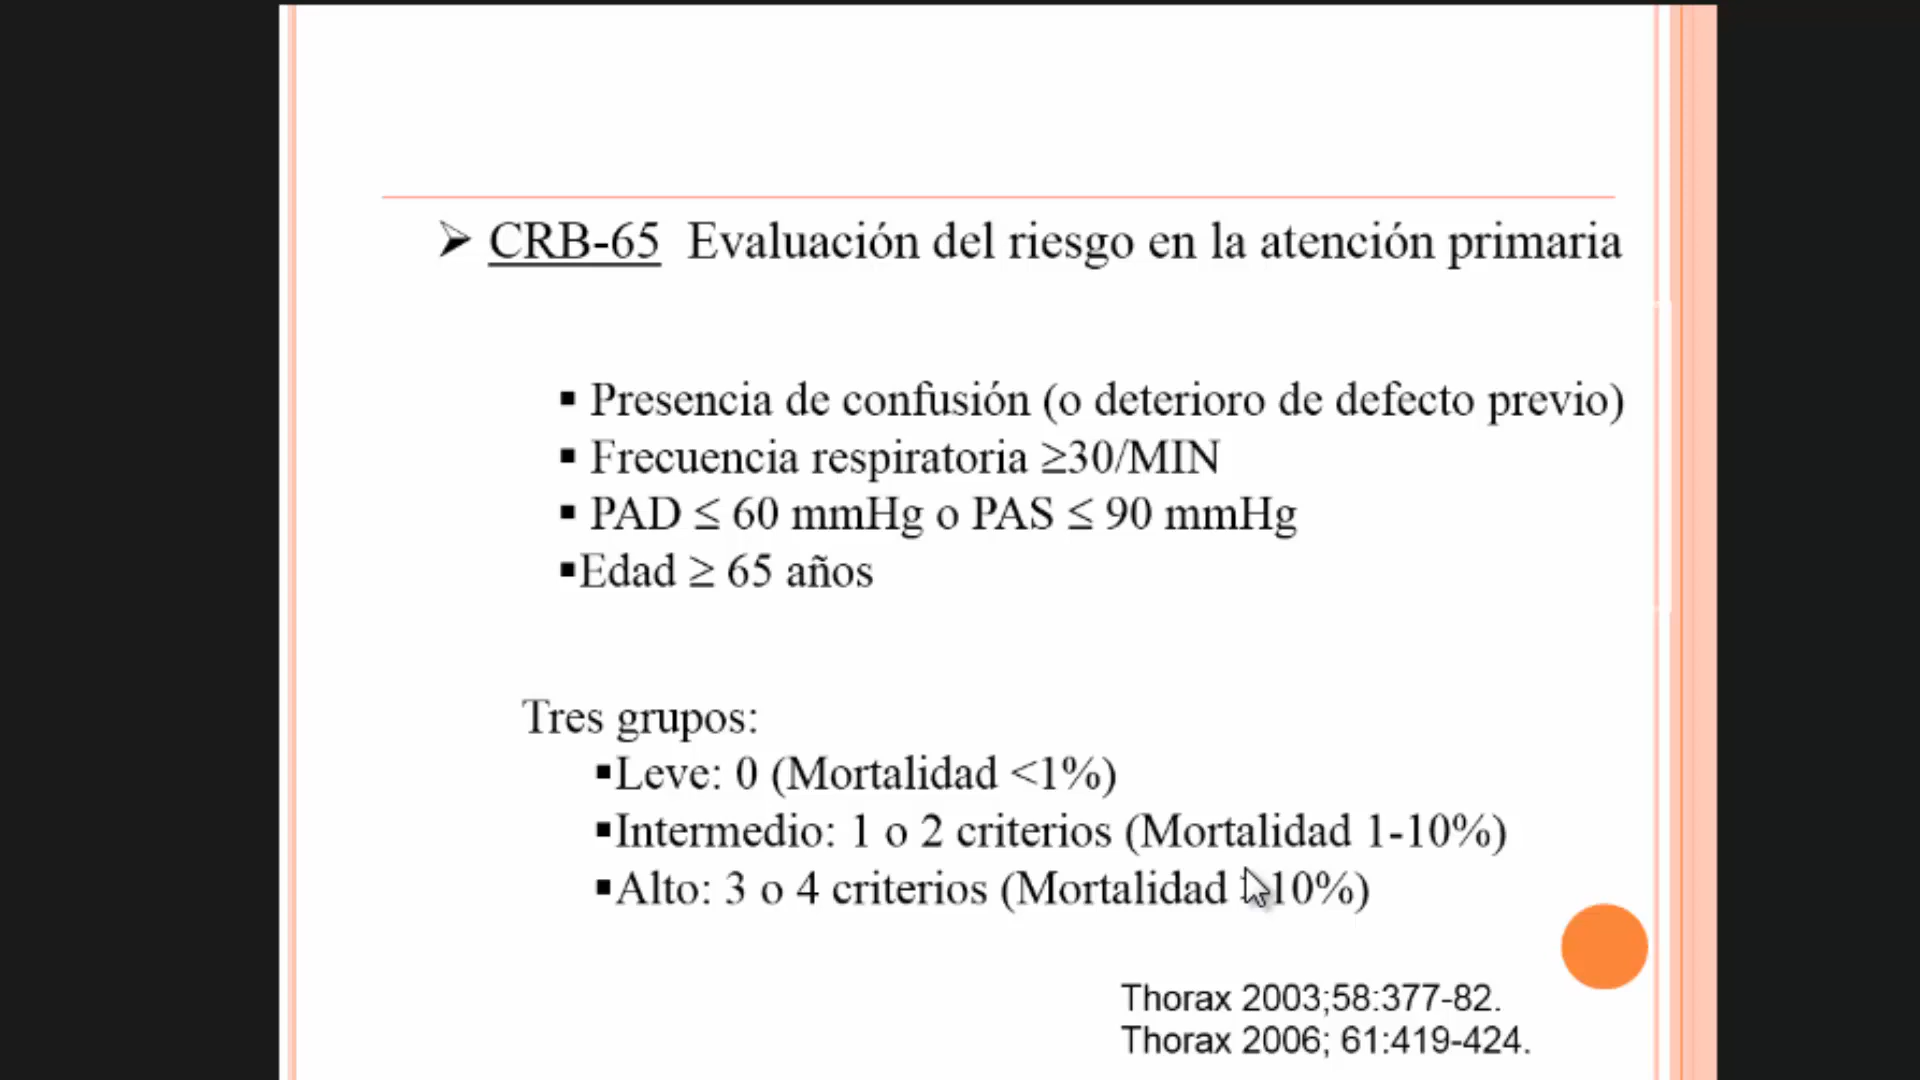 ➢ CRB-65 Evaluación del riesgo en la atención primaria
▪ Presencia de confusión (o deterioro de defecto previo)
▪ Frecuencia respiratoria ≥30/MIN
▪ PAD ≤ 60 mmHg o PAS ≤ 90 mmHg
▪Edad ≥ 65 años
Tres grupos:
▪Leve: 0 (Mortalidad <1%)
▪Intermedio: 1 o 2 criterios (Mortalidad 1-10%)
▪Alto: 3 o 4 criterios (Mortalidad 10%)
Thorax 2003;58:377-82.
Thorax 2006; 61:419-424.